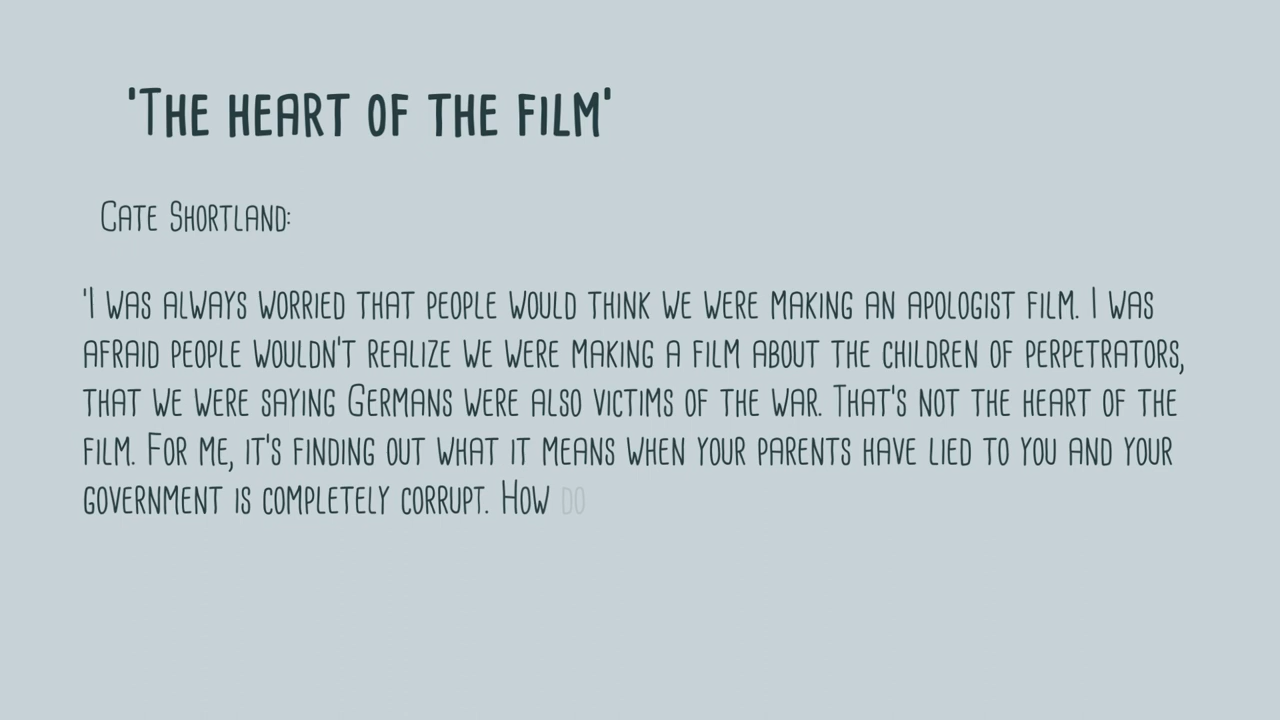 'The heart of the film'
Cate Shortland:
'I was always worried that people would think we were making an apologist film. I was
afraid people wouldn't realize we were making a film about the children of perpetrators,
that we were saying Germans were also victims of the war. That's not the heart of the
film. For me, it's finding out what it means when your parents have lied to you and your
government is completely corrupt. How do